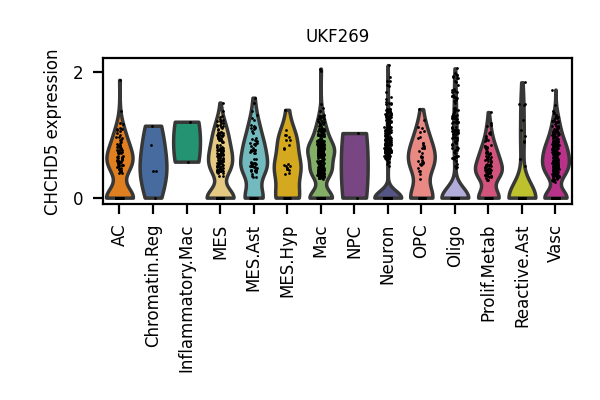 UKF269
CHCHD5 expression
2
0
AC
Chromatin.Reg
Inflammatory.Mac
MES
MES.Ast
MES.Hyp
Mac
NPC
Neuron
OPC
Oligo
Prolif.Metab
Reactive.Ast
Vasc